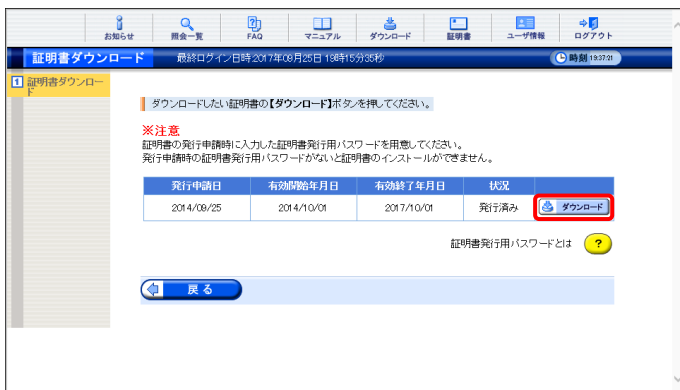 お知らせ 照会一覧 FAQ マニュアル ダウンロード 証明書 ユーザ情報 ログアウト
証明書ダウンロード 最終ログイン日時:2017年09月25日 19時15分35秒 時刻 19:37:21
1 証明書ダウンロー
ド
ダウンロードしたい証明書の【ダウンロード】ボタンを押してください。
※注意
証明書の発行申請時に入力した証明書発行用パスワードを用意してください。
発行申請時の証明書発行用パスワードがないと証明書のインストールができません。
発行申請日 有効開始年月日 有効終了年月日 状況
2014/09/25 2014/10/01 2017/10/01 発行済み ダウンロード
証明書発行用パスワードとは ?
戻る